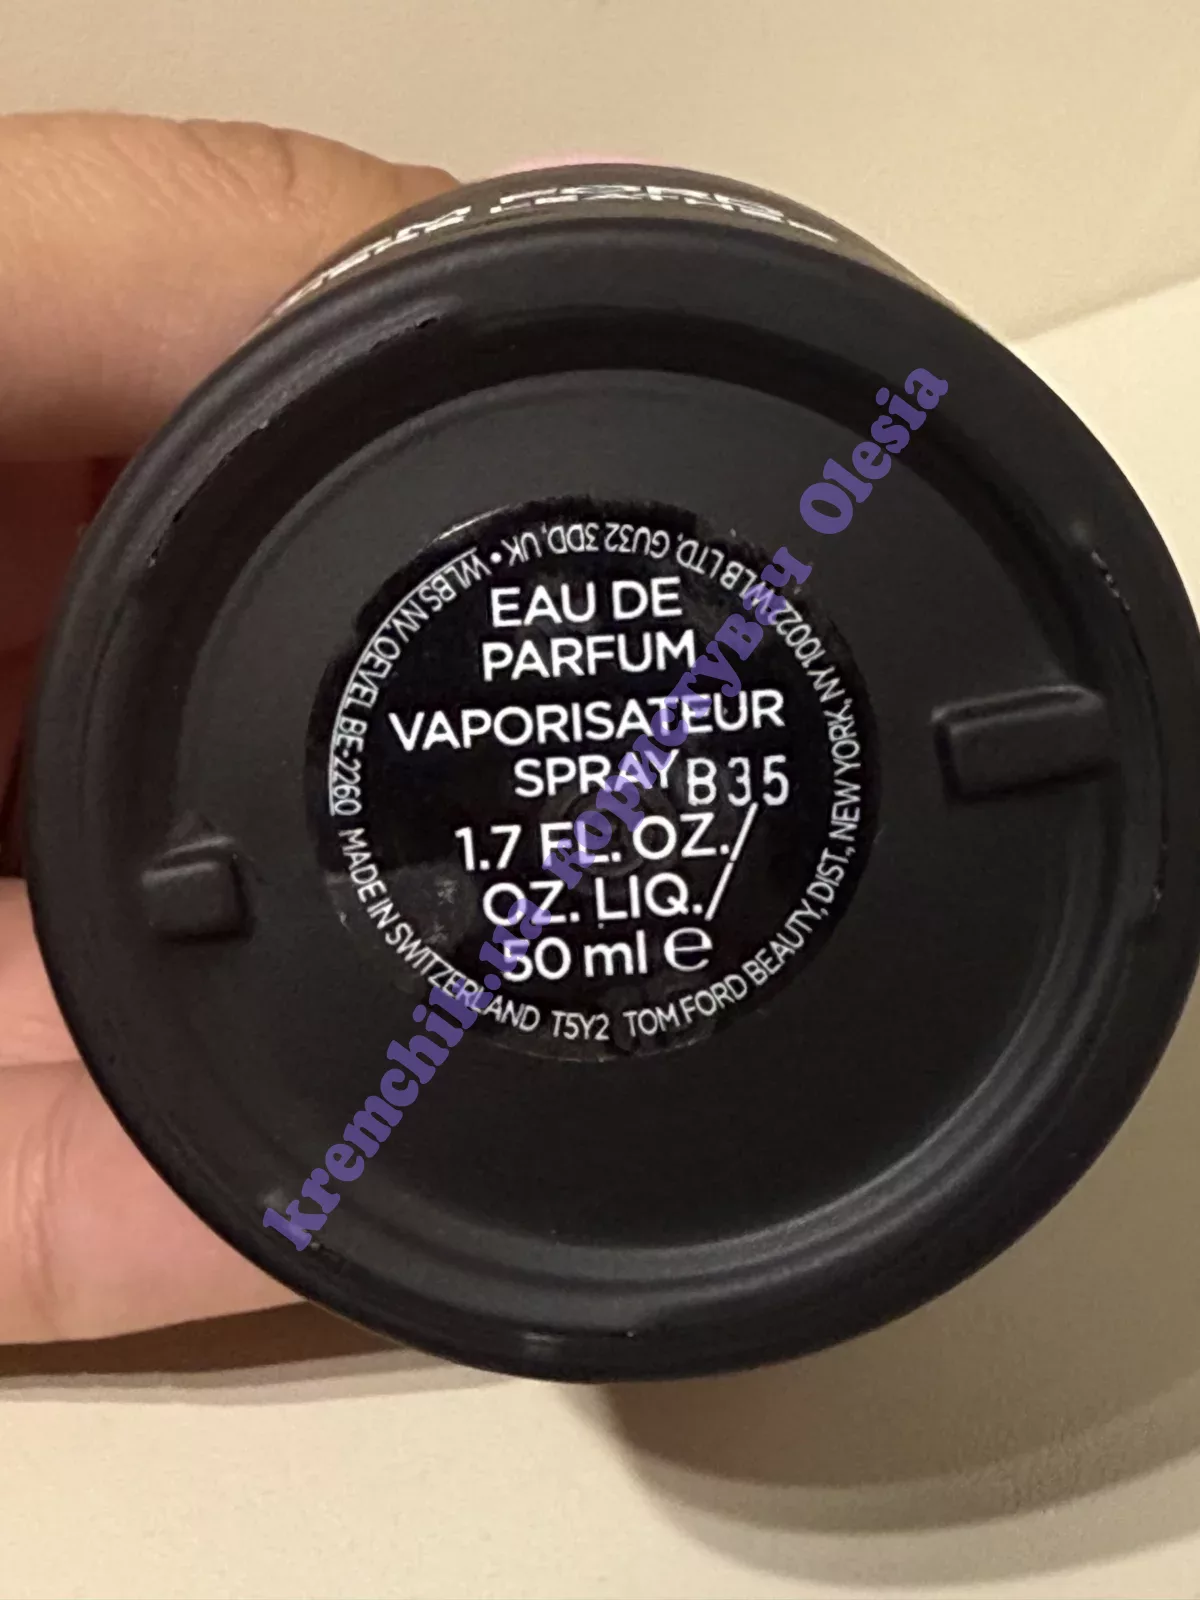 TOM FORD
EAU DE
PARFUM
VAPORISATEUR
SPRAY B35
1.7 FL. OZ./
OZ. LIQ./
50 ml ℮
MADE IN SWITZERLAND T5Y2 TOM FORD BEAUTY, DIST., NEW YORK, NY 10022 WLB LTD, GU32 3DD, UK • WLBS NV, OEVEL BE-2260
kremchik.ua користувач Olesia